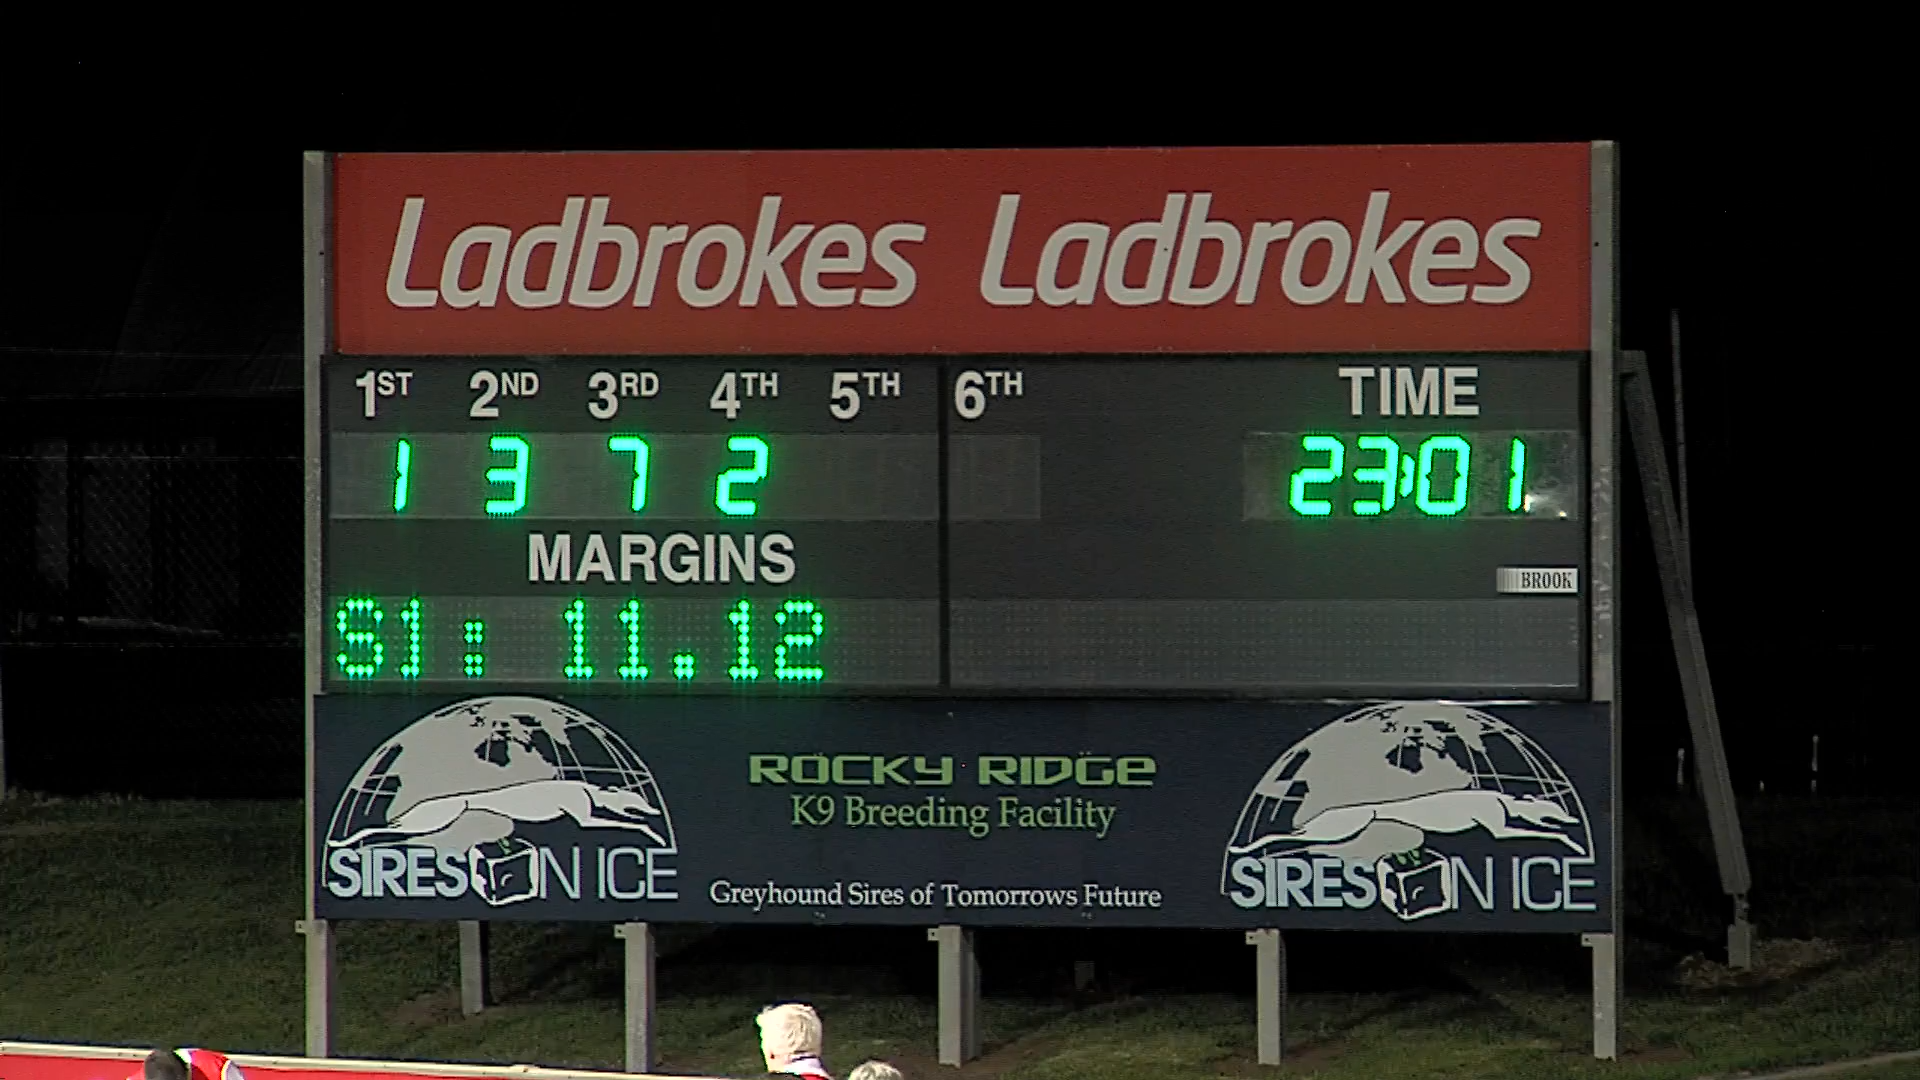 Ladbrokes Ladbrokes
1ST 2ND 3RD 4TH 5TH 6TH TIME
1 3 7 2 23:01
MARGINS
BROOK
S1: 11.12
ROCKY RIDGE
K9 Breeding Facility
SIRES ON ICE Greyhound Sires of Tomorrows Future SIRES ON ICE